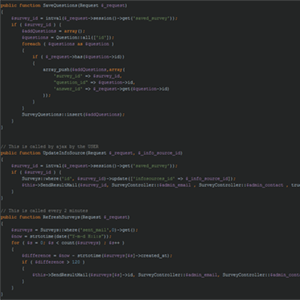 public function SaveQuestions(Request $_request)
{
$survey_id = intval($_request->session()->get("saved_survey"));
if ( $survey_id ) {
$addQuestions = array();
$questions = Question::all(["id"]);
foreach ( $questions as $question )
{
if ( $_request->has($question->id))
{
array_push($addQuestions,array(
"survey_id" => $survey_id,
"question_id" => $question->id,
"answer_id" => $_request->get($question->id)
));
}
}
SurveyQuestions::insert($addQuestions);
}
}
// This is called by ajax by the USER
public function UpdateInfoSource(Request $_request, $_info_source_id)
{
$survey_id = intval($_request->session()->get("saved_survey"));
if ( $survey_id ) {
Surveys::where("id", $survey_id)->update(["infosources_id" => $_info_source_id]);
$this->SendResultMail($survey_id, SurveyController::$admin_email , SurveyController::$admin_contact , true
}
}
// This is called every 2 minutes
public function RefreshSurveys(Request $_request)
{
$surveys = Surveys::where("send_mail",0)->get();
$now = strtotime(date("Y-m-d H:i:s"));
for ( $x = 0; $x < count($surveys) ; $x++ )
{
$difference = $now - strtotime($surveys[$x]->created_at);
if ( $difference > 120 )
{
$this->SendResultMail($surveys[$x]->id, SurveyController::$admin_email, SurveyController::$admin_contact,
}